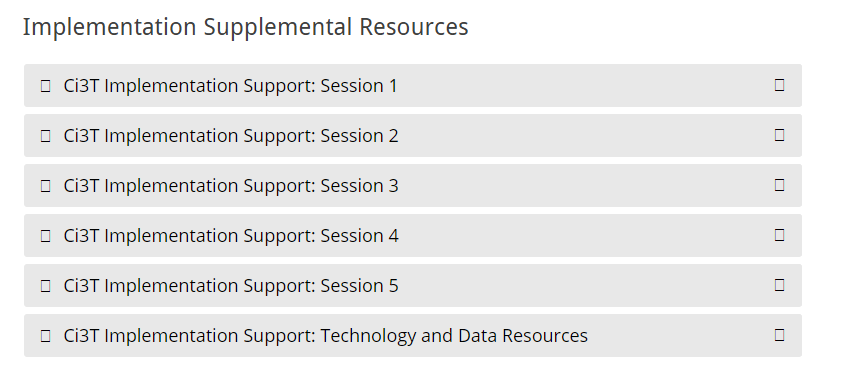 Implementation Supplemental Resources
Ci3T Implementation Support: Session 1
Ci3T Implementation Support: Session 2
Ci3T Implementation Support: Session 3
Ci3T Implementation Support: Session 4
Ci3T Implementation Support: Session 5
Ci3T Implementation Support: Technology and Data Resources